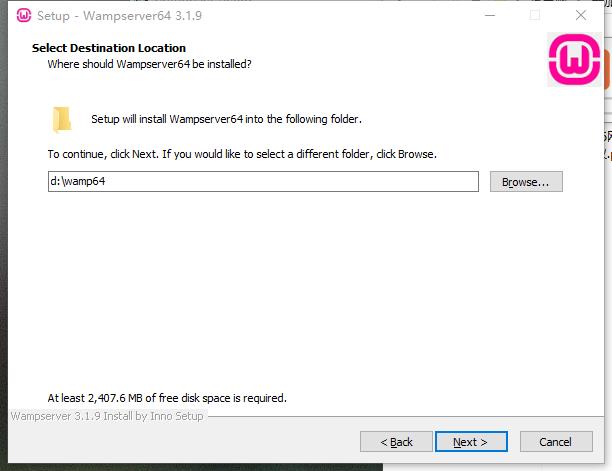 Setup - Wampserver64 3.1.9
Select Destination Location
Where should Wampserver64 be installed?
Setup will install Wampserver64 into the following folder.
To continue, click Next. If you would like to select a different folder, click Browse.
d:\wamp64
Browse...
At least 2,407.6 MB of free disk space is required.
Wampserver 3.1.9 Install by Inno Setup
< Back
Next >
Cancel